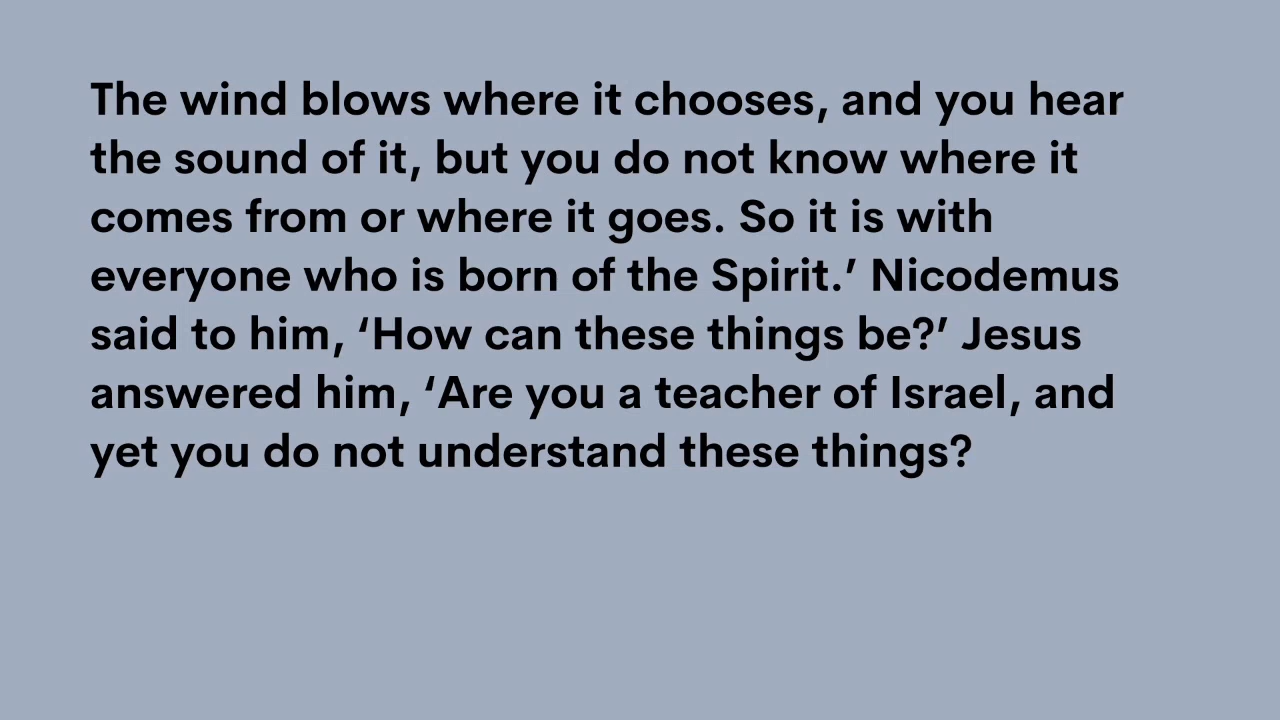 The wind blows where it chooses, and you hear
the sound of it, but you do not know where it
comes from or where it goes. So it is with
everyone who is born of the Spirit.’ Nicodemus
said to him, ‘How can these things be?’ Jesus
answered him, ‘Are you a teacher of Israel, and
yet you do not understand these things?